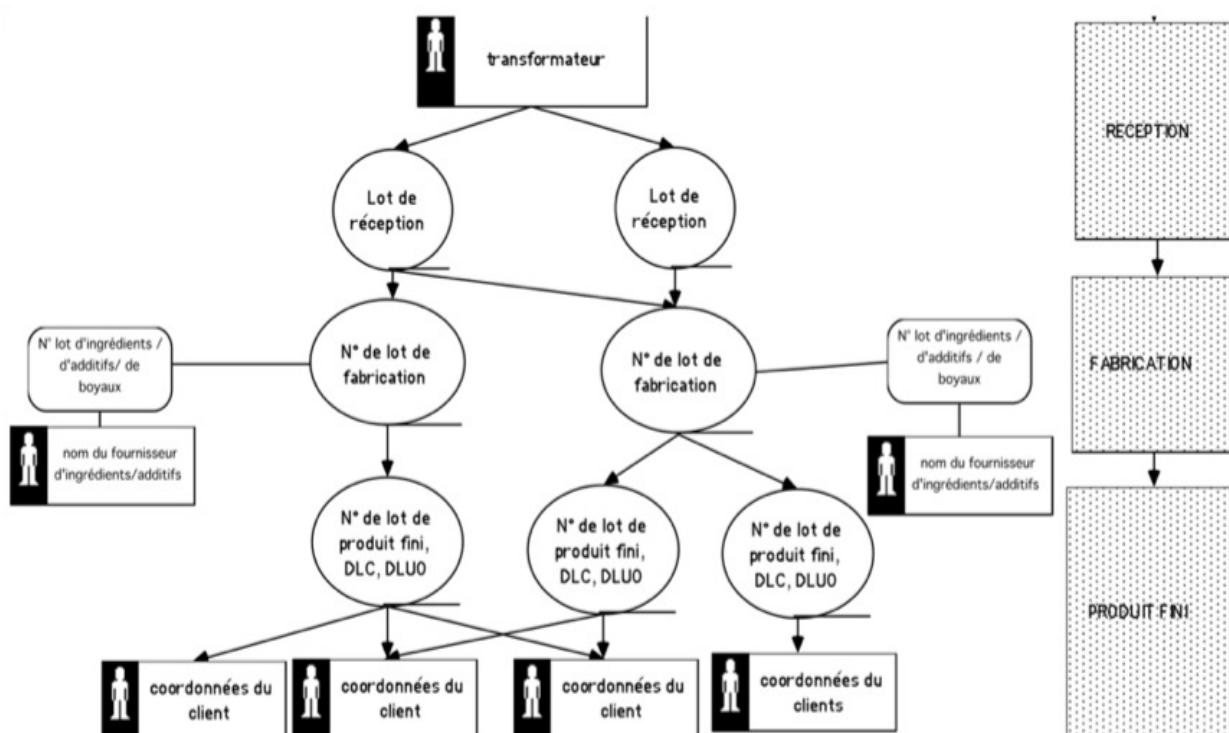 transformateur
RECEPTION
Lot de
réception
Lot de
réception
N° lot d'ingrédients /
d'additifs/ de
boyaux
N° de lot de
fabrication
N° de lot de
fabrication
N° lot d'ingrédients /
d'additifs / de
boyaux
FABRICATION
nom du fournisseur
d'ingrédients/additifs
nom du fournisseur
d'ingrédients/additifs
N° de lot de
produit fini,
DLC, DLUO
N° de lot de
produit fini,
DLC, DLUO
N° de lot de
produit fini,
DLC, DLUO
PRODUIT FINI
coordonnées du
client
coordonnées du
client
coordonnées du
client
coordonnées du
clients